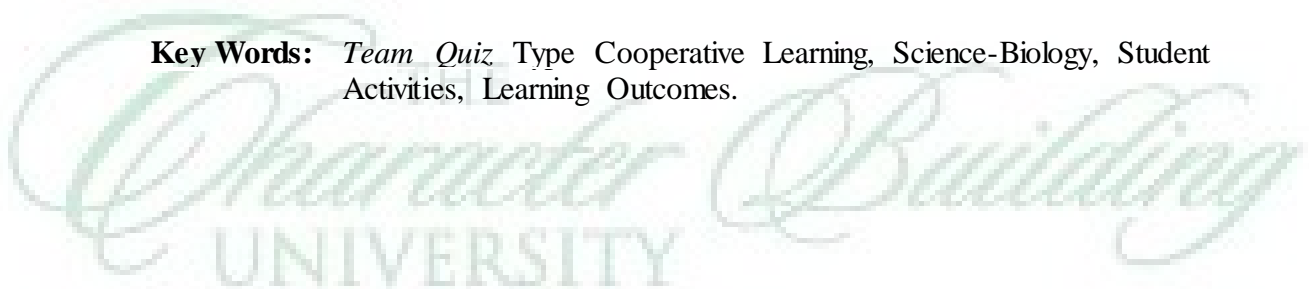 Key Words: Team Quiz Type Cooperative Learning, Science-Biology, Student
Activities, Learning Outcomes.
THE
Character Building
UNIVERSITY